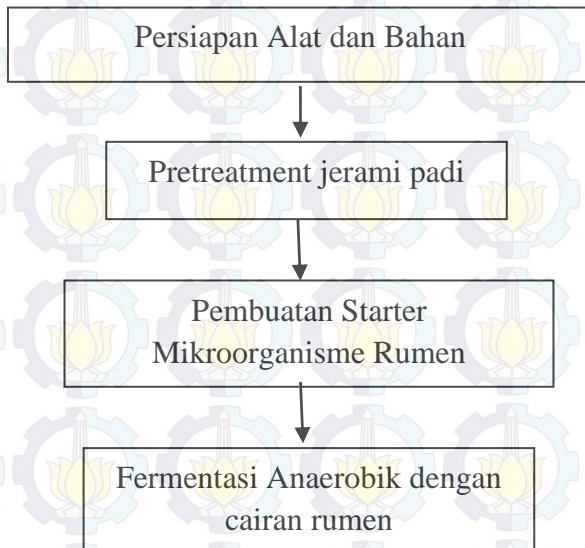 Persiapan Alat dan Bahan
Pretreatment jerami padi
Pembuatan Starter
Mikroorganisme Rumen
Fermentasi Anaerobik dengan
cairan rumen